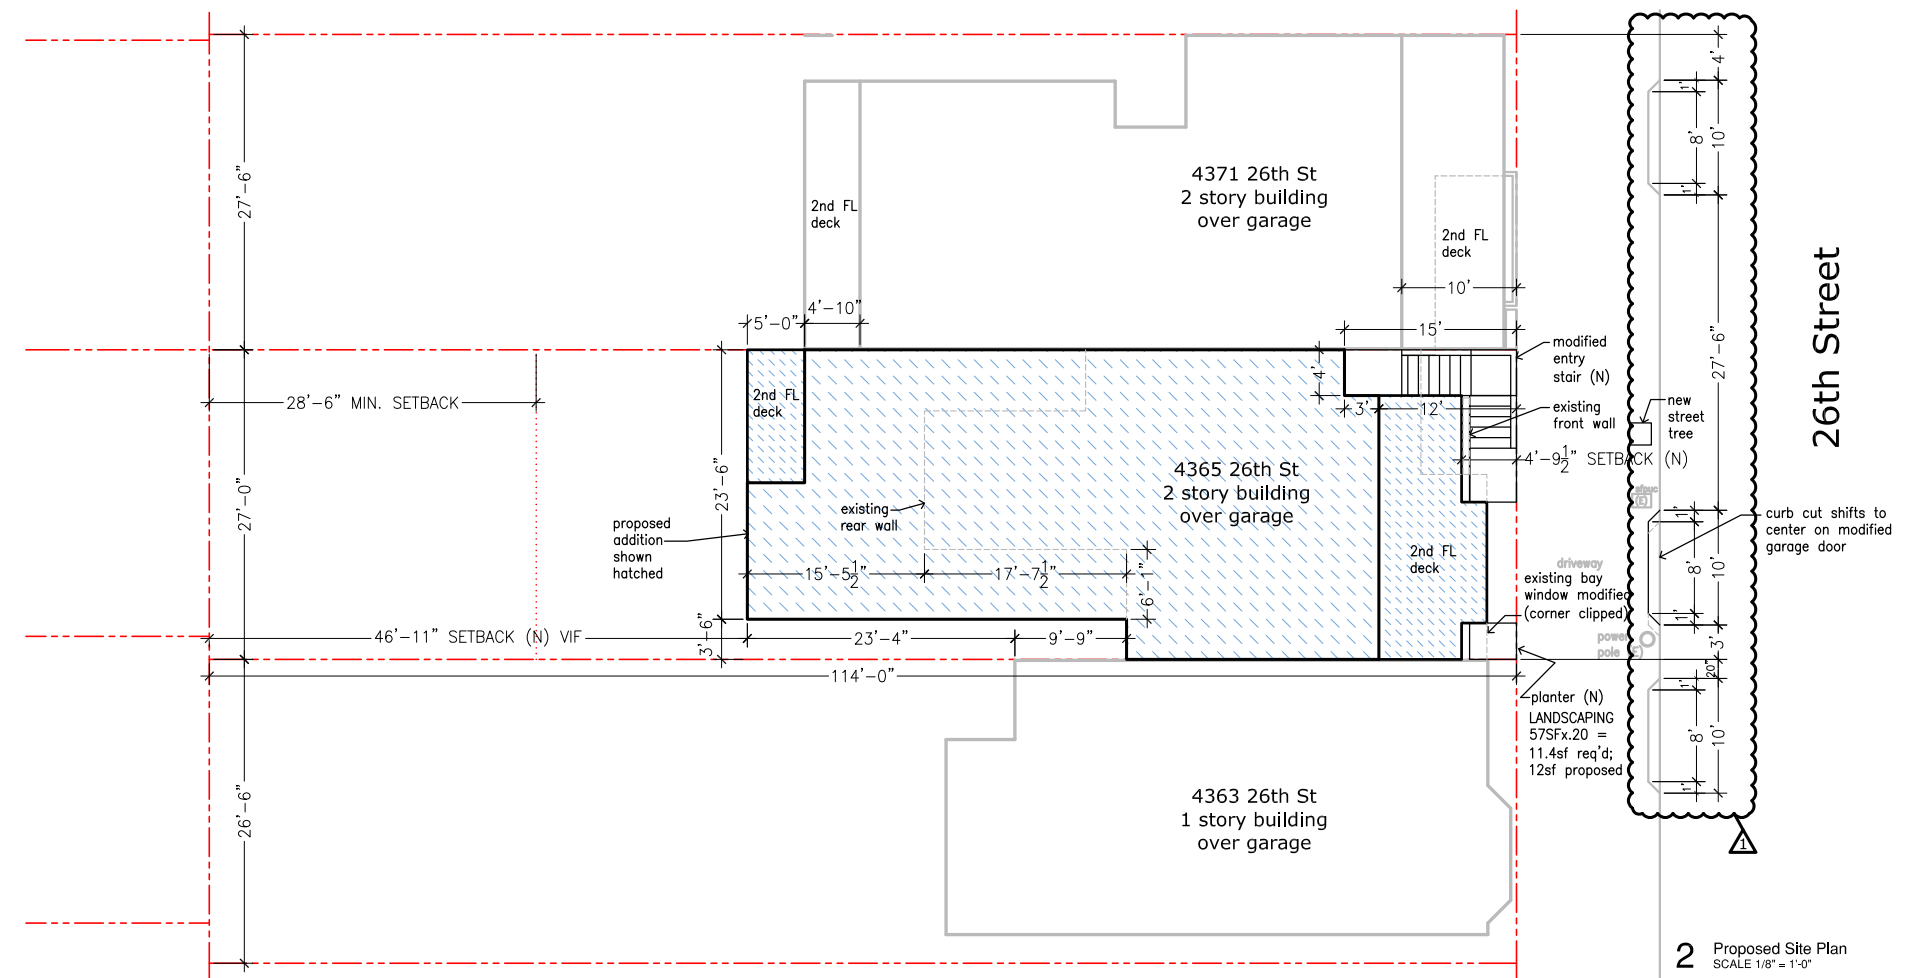 4'
1'
8'
10'
1'
27'-6"
4371 26th St
2 story building
over garage
2nd FL
deck
2nd FL
deck
10'
26th Street
5'-0"
4'-10"
15'
27'-6"
modified
entry
stair (N)
28'-6" MIN. SETBACK
2nd FL
deck
4'
3'
12'
existing
front wall
new
street
tree
4'-9 1/2" SETBACK (N)
4365 26th St
2 story building
over garage
27'-0"
23'-6"
existing
rear wall
proposed
addition
shown
hatched
sfpuc
curb cut shifts to
center on modified
garage door
1'
8'
10'
1'
2nd FL
deck
15'-5 1/2"
17'-7 1/2"
6'-1"
driveway
existing bay
window modified
(corner clipped)
46'-11" SETBACK (N) VIF
3'-6"
23'-4"
9'-9"
power
pole (E)
3'
20"
114'-0"
planter (N)
LANDSCAPING
57SFx.20 =
11.4sf req'd;
12sf proposed
1'
8'
10'
1'
26'-6"
4363 26th St
1 story building
over garage
1
2 Proposed Site Plan
SCALE 1/8" = 1'-0"